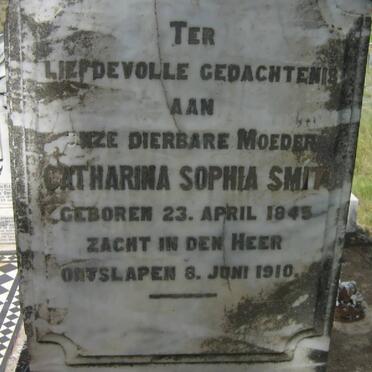 TER
LIEFDEVOLLE GEDACHTENIS
AAN
ONZE DIERBARE MOEDER
CATHARINA SOPHIA SMIT
GEBOREN 23. APRIL 1845
ZACHT IN DEN HEER
ONTSLAPEN 8. JUNI 1910.